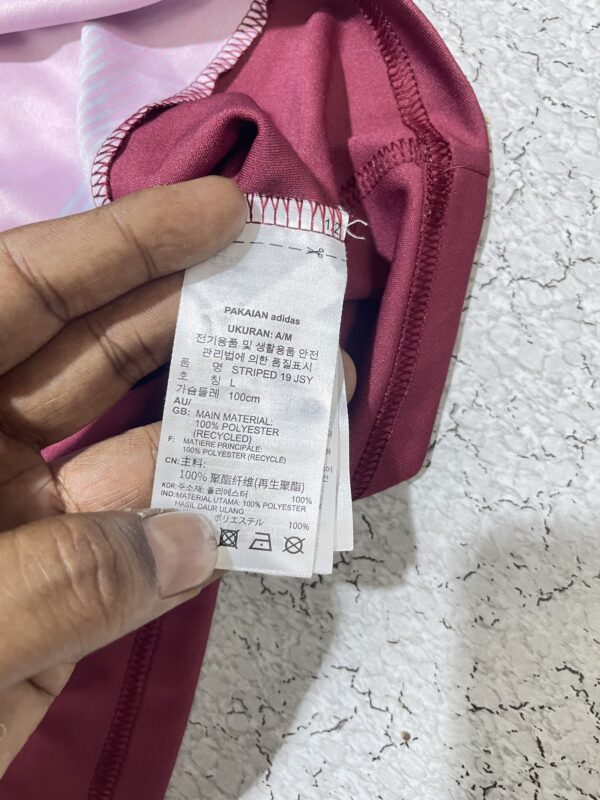 1.2
PAKAIAN adidas
UKURAN: A/M
전기용품 및 생활용품 안전
관리법에 의한 품질표시
품 명 STRIPED 19 JSY
호 칭 L
가슴둘레 100cm
AU/
GB: MAIN MATERIAL:
100% POLYESTER
(RECYCLED)
F: MATIERE PRINCIPALE:
100% POLYESTER (RECYCLÉ)
CN: 主料:
100% 聚酯纤维(再生聚酯)
KOR: 주소재: 폴리에스터 100%
IND: MATERIAL UTAMA: 100% POLYESTER
HASIL DAUR ULANG
ポリエステル 100%